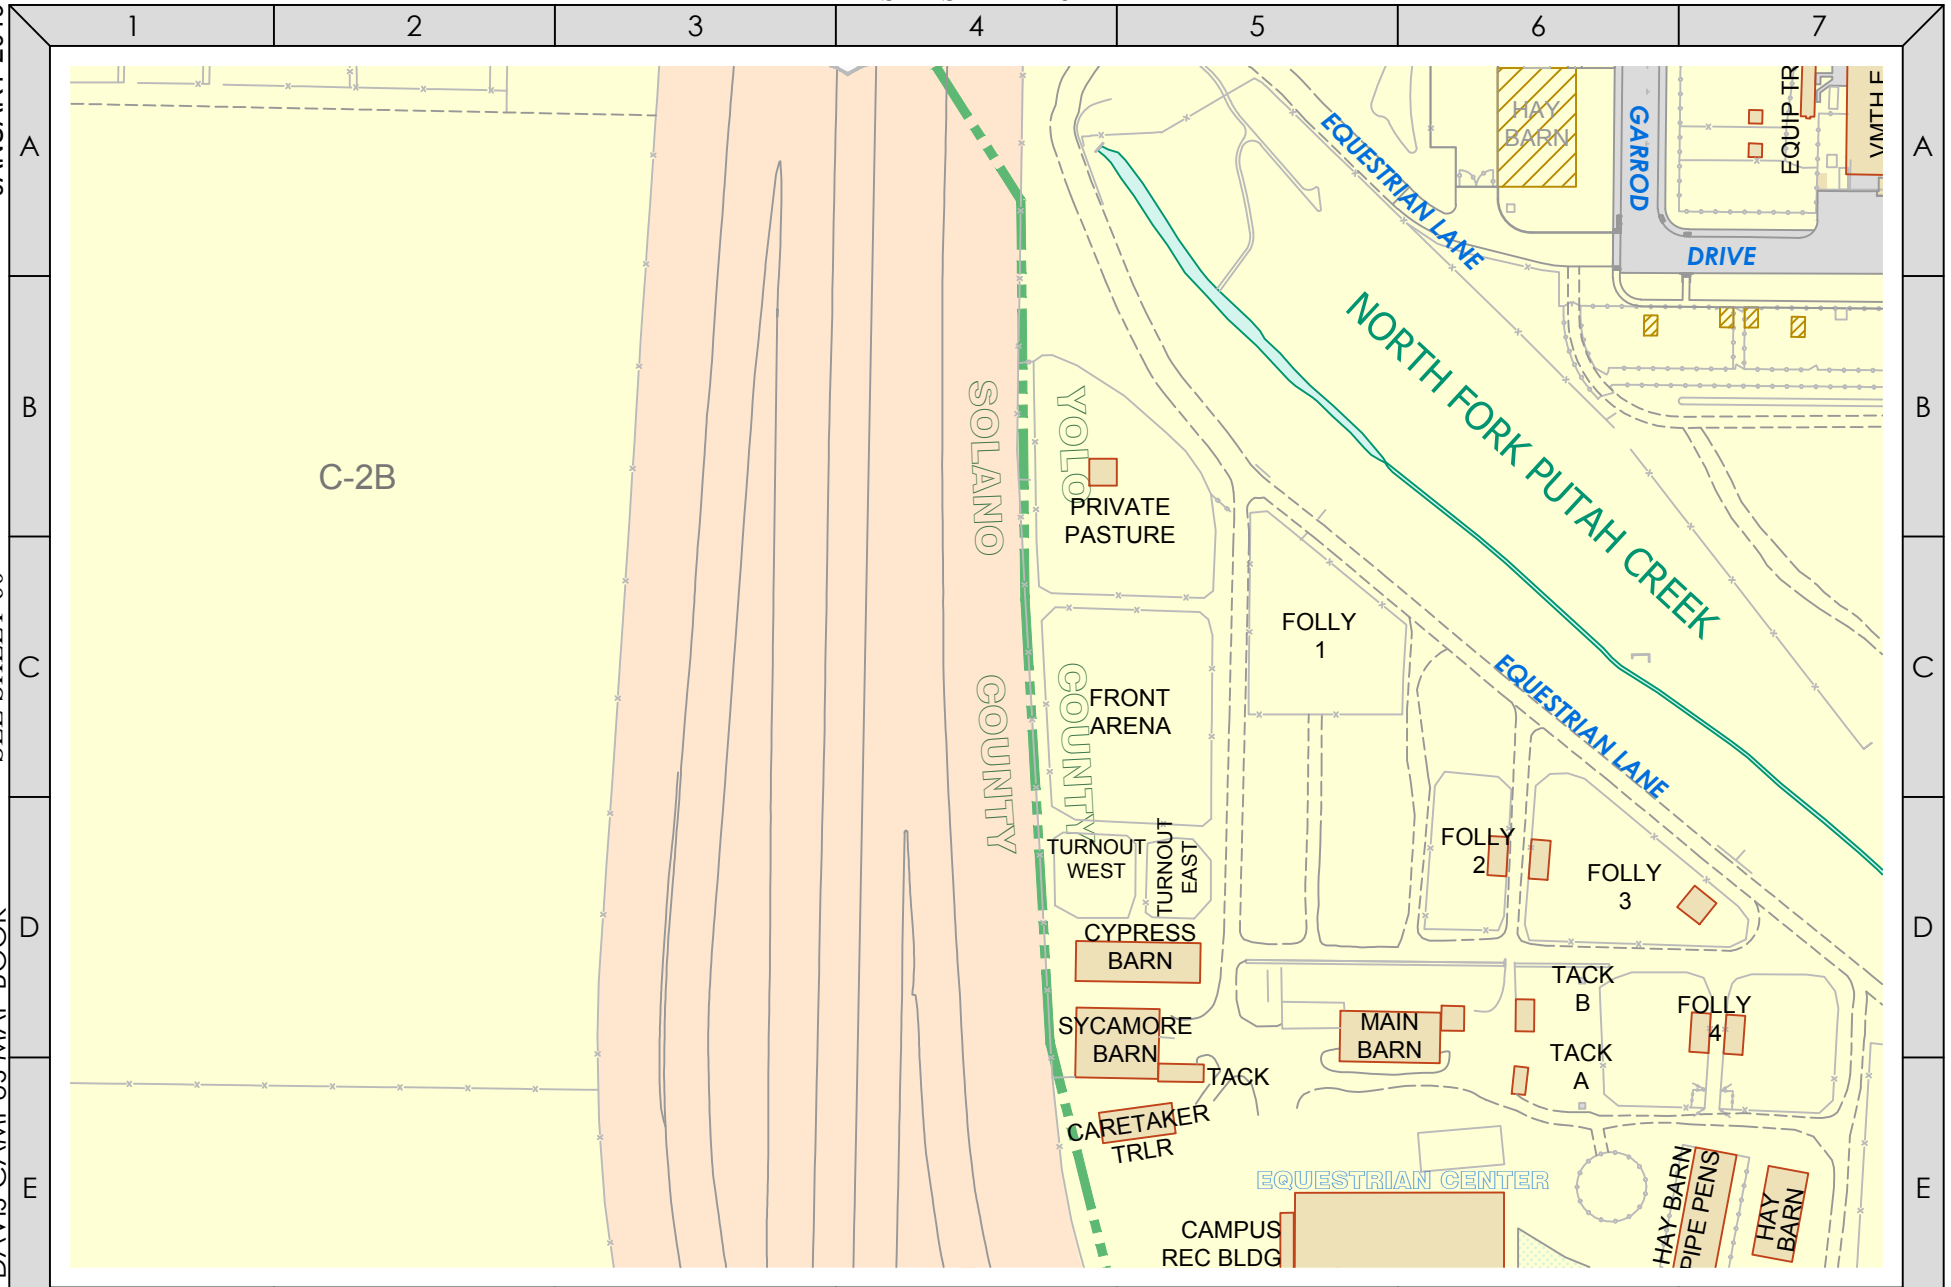 1 2 3 4 5 6 7
A
B
C
D
E
A
B
C
D
E
HAY
BARN
GARROD
DRIVE
EQUIP TR
EQUESTRIAN LANE
NORTH FORK PUTAH CREEK
C-2B
SOLANO
COUNTY
YOLO
COUNTY
PRIVATE
PASTURE
FOLLY
1
FRONT
ARENA
EQUESTRIAN LANE
TURNOUT
WEST
TURNOUT
EAST
FOLLY
2
FOLLY
3
CYPRESS
BARN
SYCAMORE
BARN
TACK
MAIN
BARN
TACK
B
TACK
A
FOLLY
4
CARETAKER
TRLR
EQUESTRIAN CENTER
CAMPUS
REC BLDG
HAY BARN
PIPE PENS
HAY
BARN